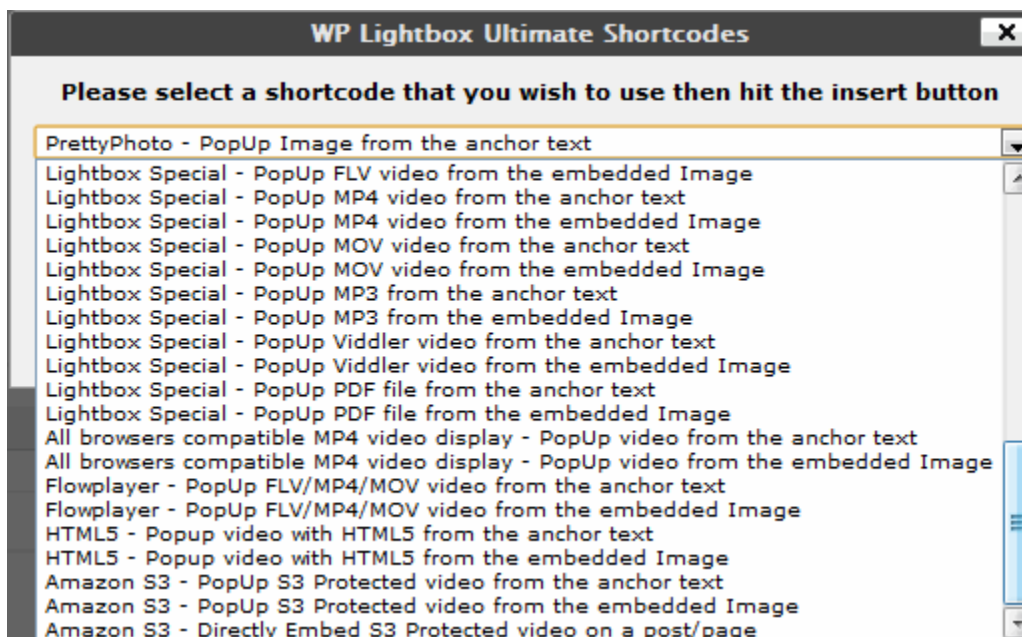 WP Lightbox Ultimate Shortcodes
Please select a shortcode that you wish to use then hit the insert button
PrettyPhoto - PopUp Image from the anchor text
Lightbox Special - PopUp FLV video from the embedded Image
Lightbox Special - PopUp MP4 video from the anchor text
Lightbox Special - PopUp MP4 video from the embedded Image
Lightbox Special - PopUp MOV video from the anchor text
Lightbox Special - PopUp MOV video from the embedded Image
Lightbox Special - PopUp MP3 from the anchor text
Lightbox Special - PopUp MP3 from the embedded Image
Lightbox Special - PopUp Viddler video from the anchor text
Lightbox Special - PopUp Viddler video from the embedded Image
Lightbox Special - PopUp PDF file from the anchor text
Lightbox Special - PopUp PDF file from the embedded Image
All browsers compatible MP4 video display - PopUp video from the anchor text
All browsers compatible MP4 video display - PopUp video from the embedded Image
Flowplayer - PopUp FLV/MP4/MOV video from the anchor text
Flowplayer - PopUp FLV/MP4/MOV video from the embedded Image
HTML5 - Popup video with HTML5 from the anchor text
HTML5 - Popup video with HTML5 from the embedded Image
Amazon S3 - PopUp S3 Protected video from the anchor text
Amazon S3 - PopUp S3 Protected video from the embedded Image
Amazon S3 - Directly Embed S3 Protected video on a post/page